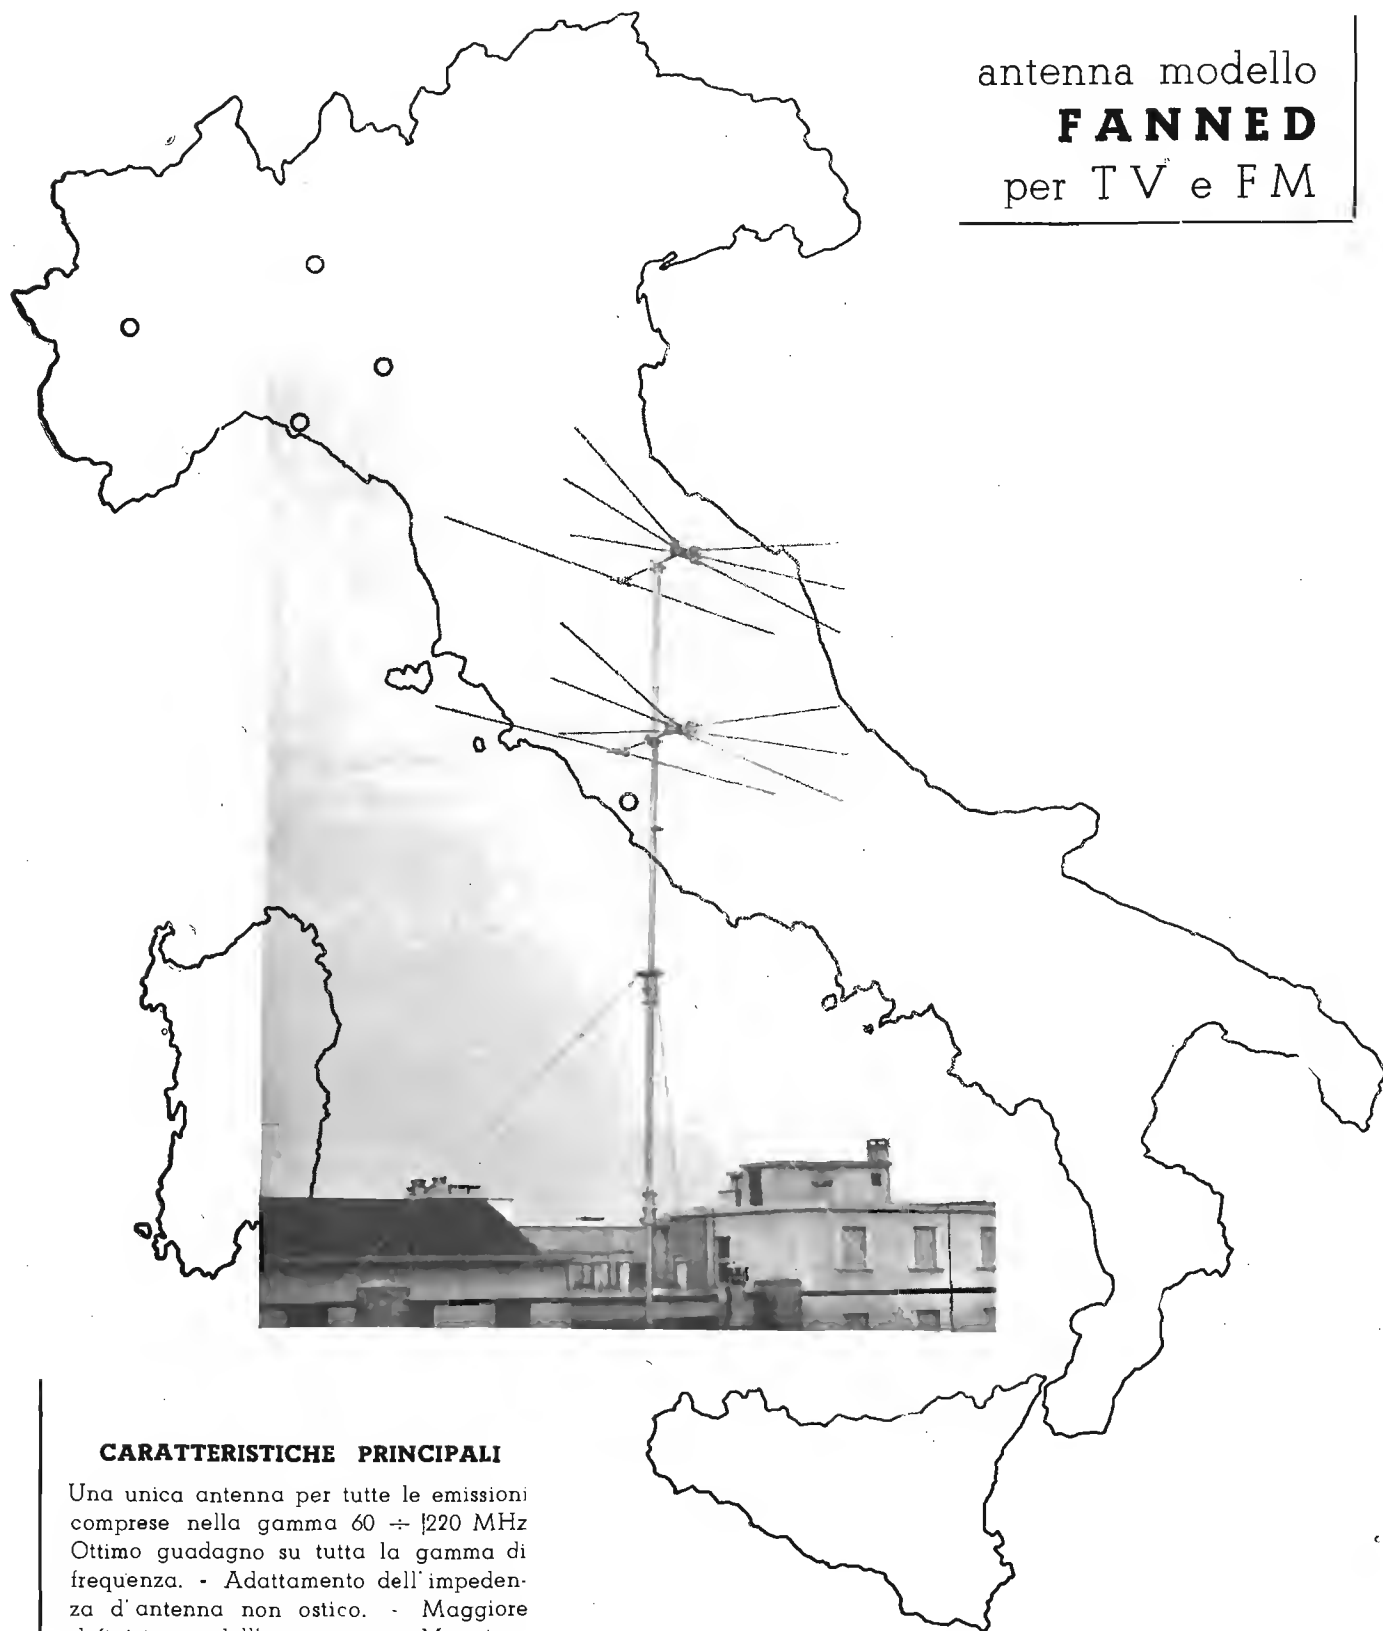 antenna modello
FANNED
per TV e FM
CARATTERISTICHE PRINCIPALI
Una unica antenna per tutte le emissioni
comprese nella gamma 60 ÷ 220 MHz
Ottimo guadagno su tutta la gamma di
frequenza. - Adattamento dell'impeden-
za d'antenna non ostico. - Maggiore